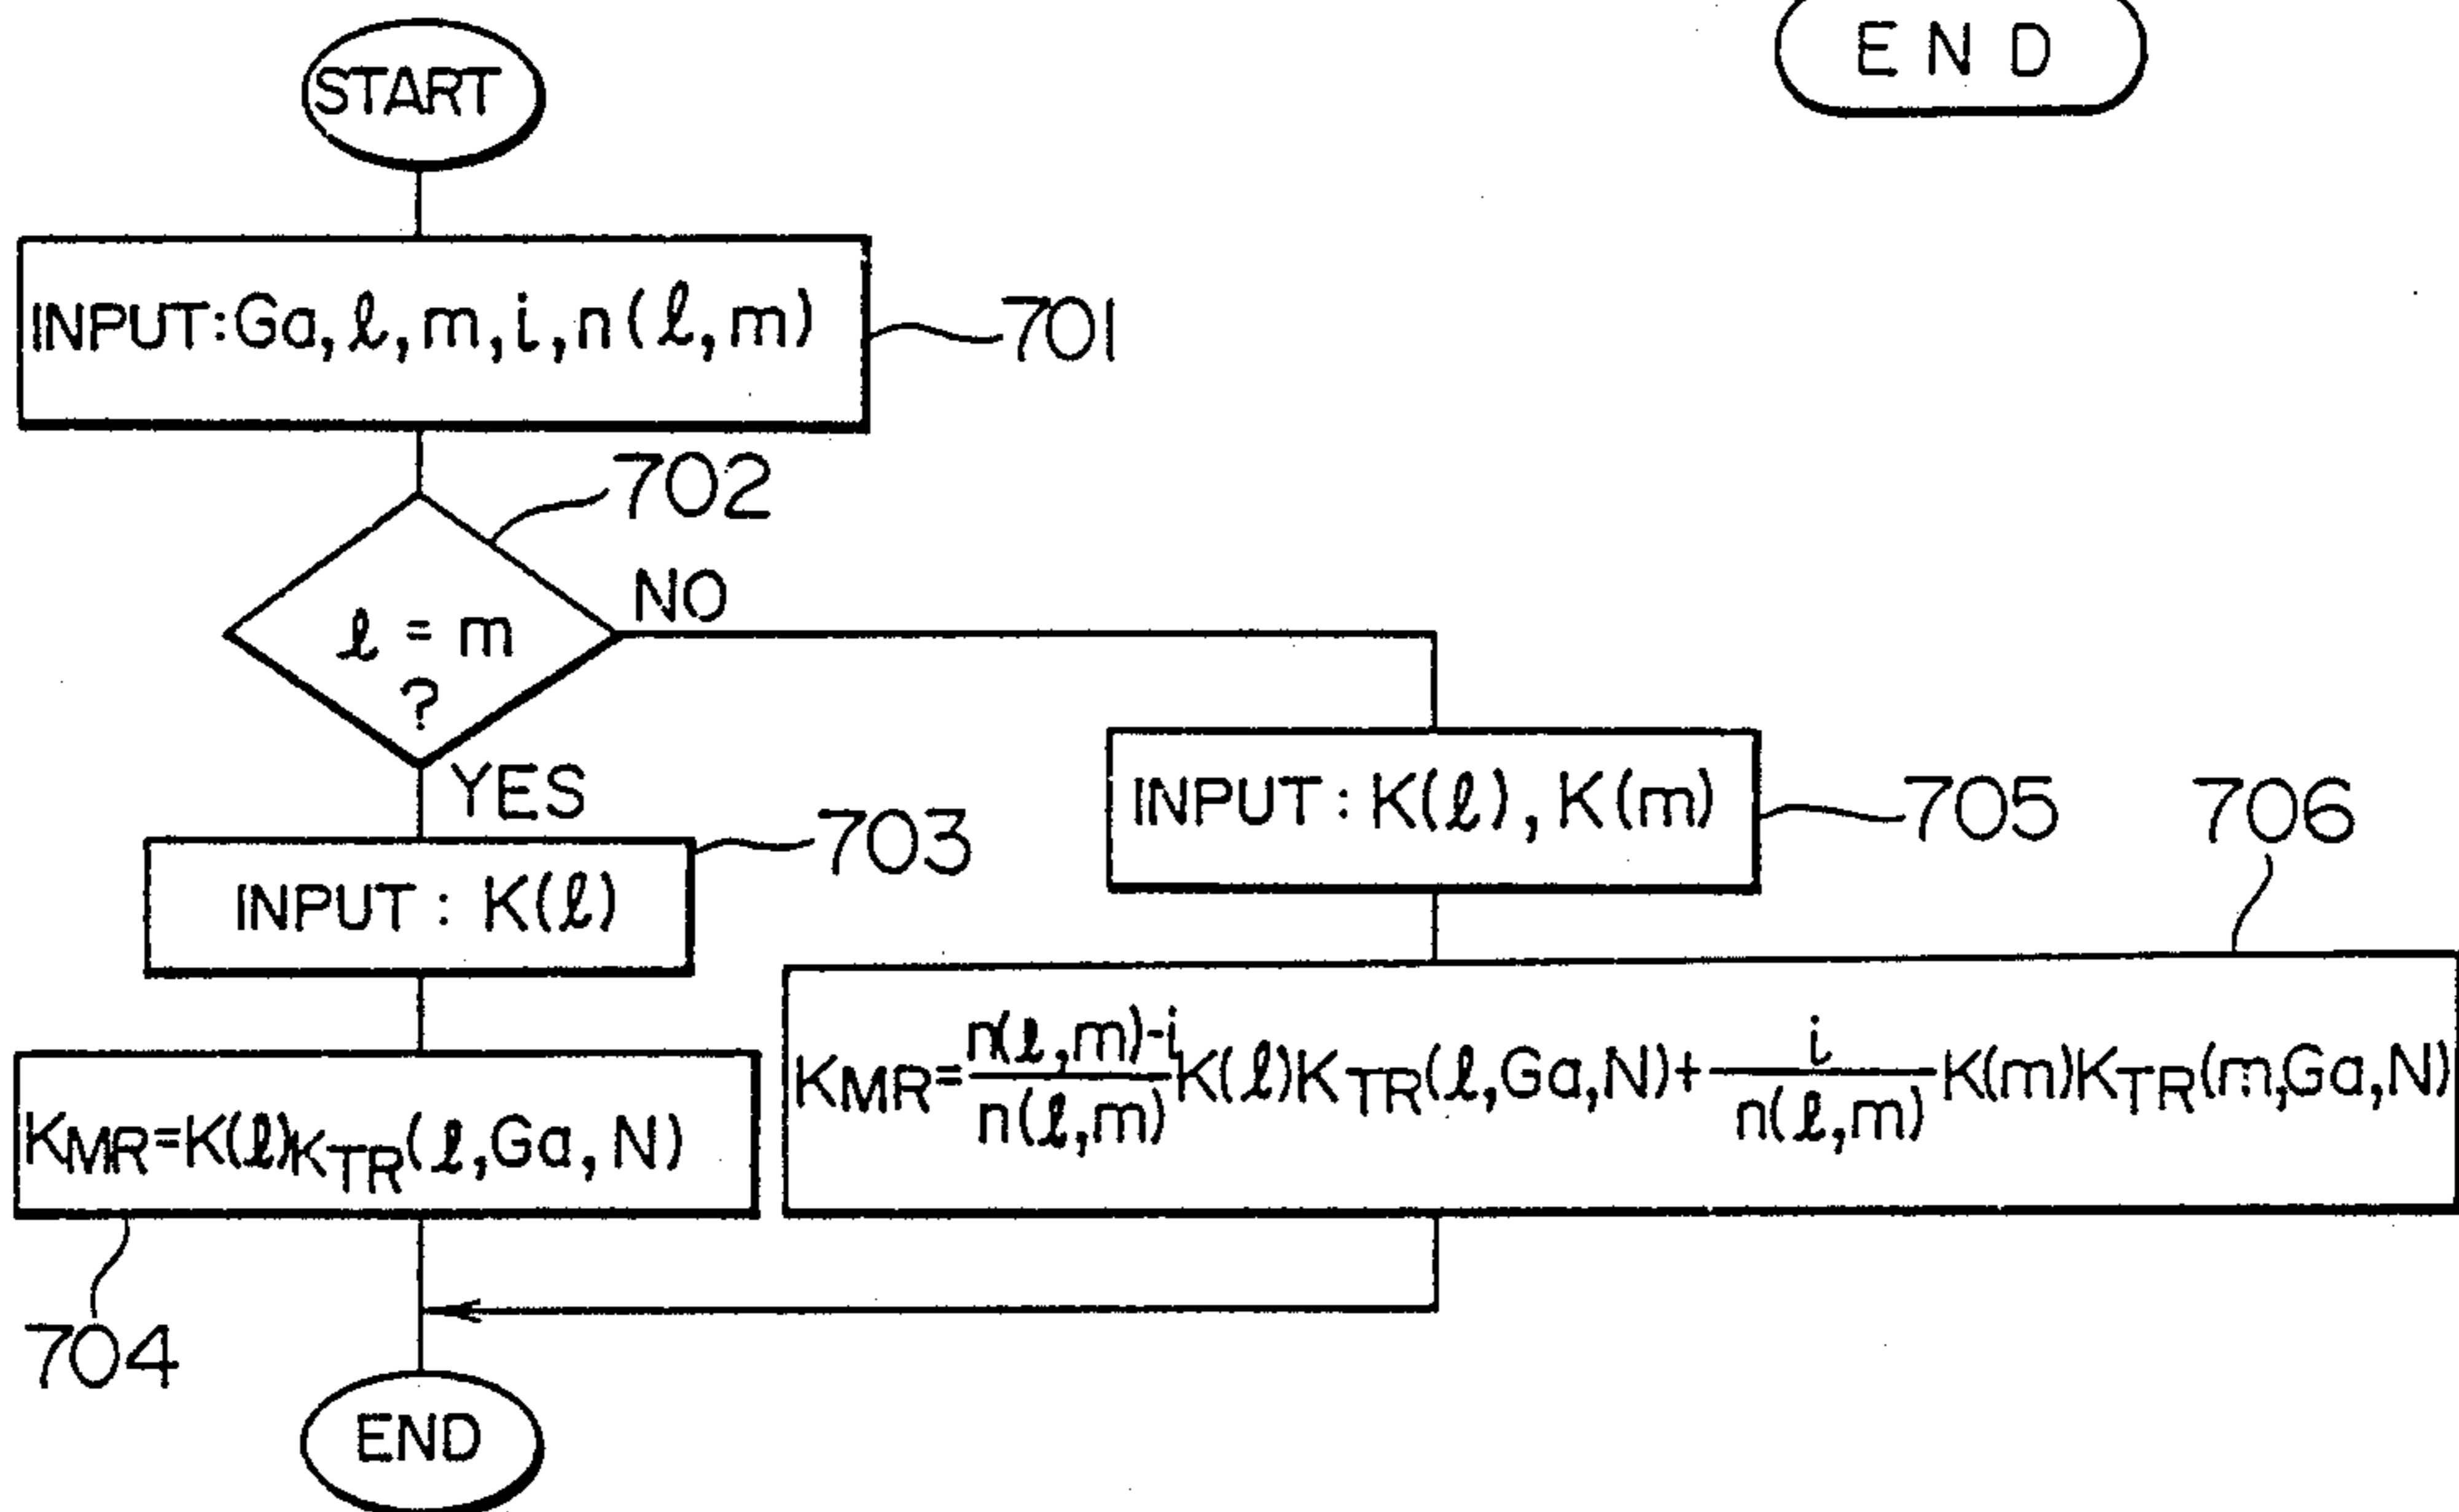 END
START
INPUT:Ga,ℓ,m,i,n(ℓ,m)
701
702
NO
ℓ = m
?
YES
INPUT : K(ℓ), K(m)
705
706
703
INPUT : K(ℓ)
KMR=K(ℓ)KTR(ℓ,Ga,N)
KMR=n(ℓ,m)-i/n(ℓ,m)K(ℓ)KTR(ℓ,Ga,N)+i/n(ℓ,m)K(m)KTR(m,Ga,N)
704
END